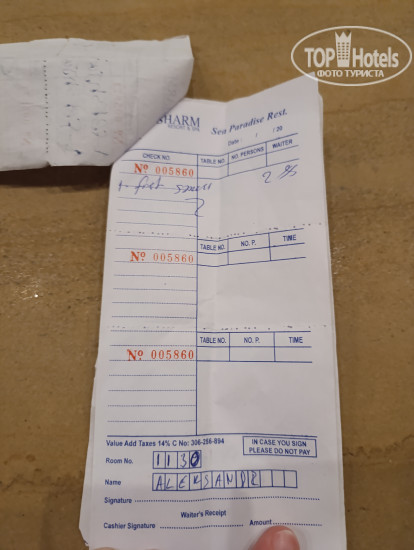 TOP Hotels
ФОТО ТУРИСТА
SHARM
RESORT & SPA
Sea Paradise Rest.
Date : / / 20
CHECK NO. TABLE NO. NO. PERSONS WAITER
Nº 005860
TABLE NO. NO. P. TIME
Nº 005860
TABLE NO. NO. P. TIME
Nº 005860
Value Add Taxes 14% C No: 306-266-894
IN CASE YOU SIGN
PLEASE DO NOT PAY
Room No. 1130
Name ALEKSANDR
Signature
Waiter's Receipt
Cashier Signature Amount